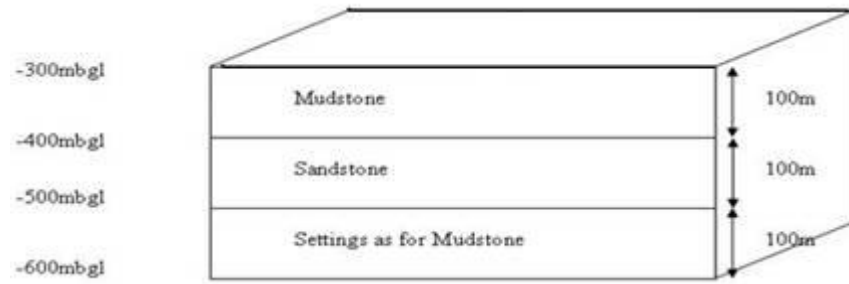 -300mbgl
Mudstone
100m
-400mbgl
Sandstone
100m
-500mbgl
Settings as for Mudstone
100m
-600mbgl